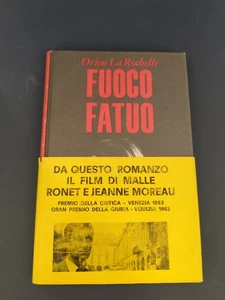 Drieu La Rochelle
FUOCO
FATUO
DA QUESTO ROMANZO
IL FILM DI MALLE
RONET E JEANNE MOREAU
PREMIO DELLA CRITICA - VENEZIA 1963
GRAN PREMIO DELLA GIURIA - VENEZIA 1963